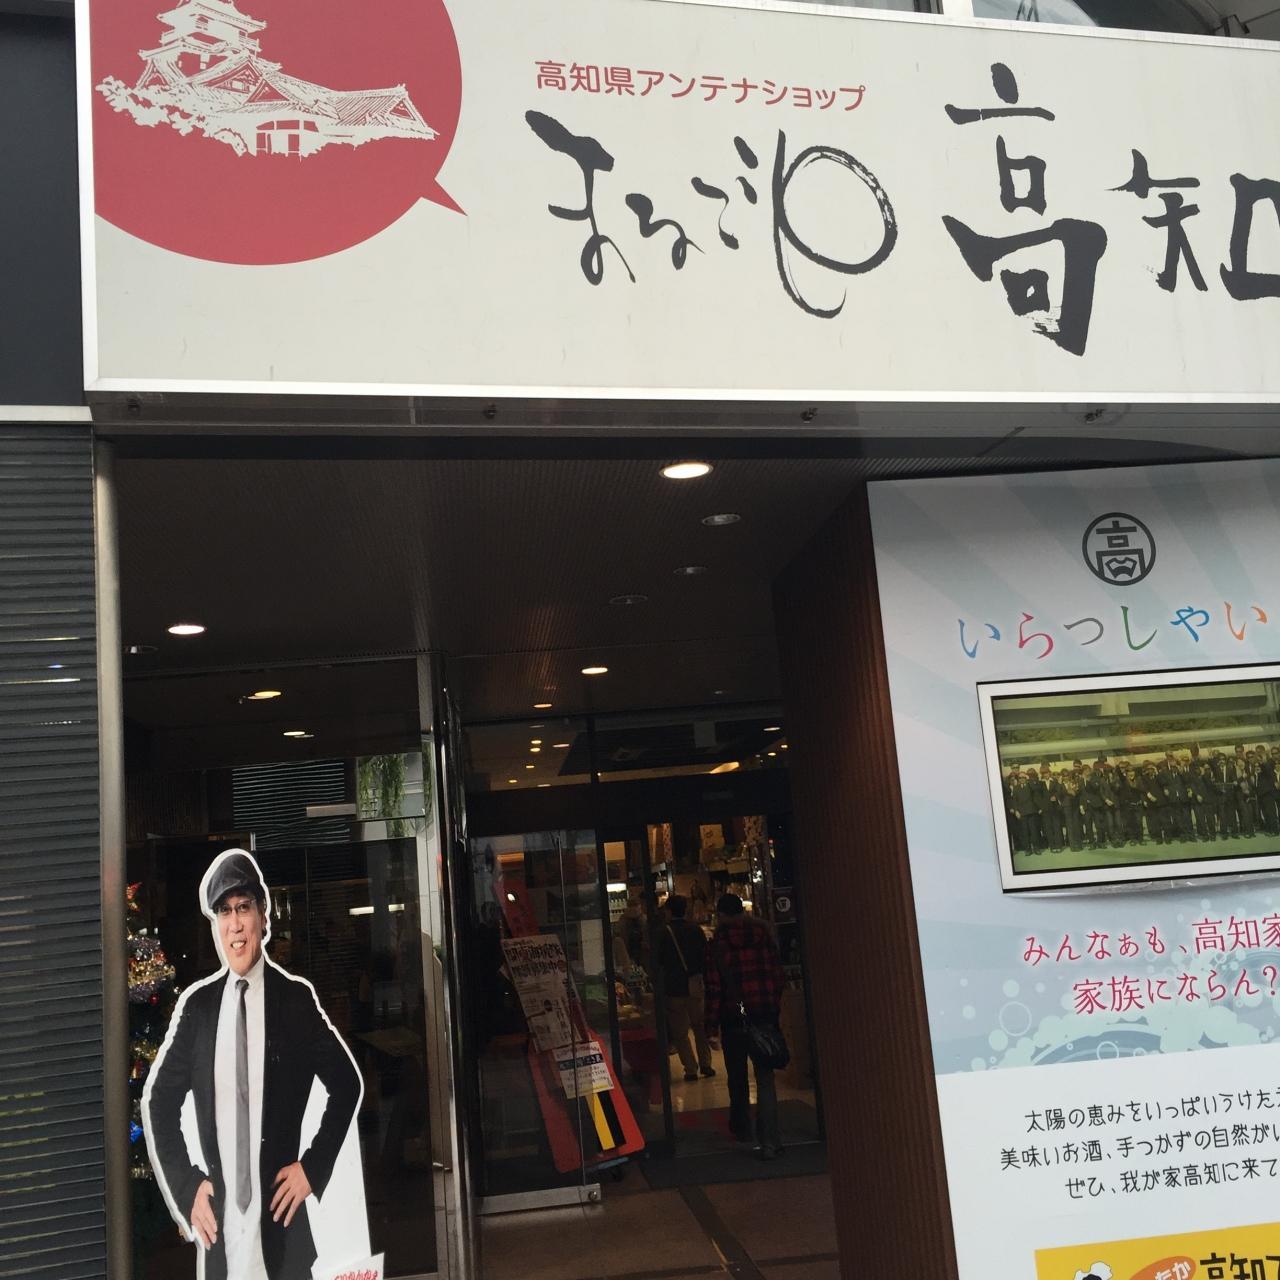 高知県アンテナショップ
まるごと高知
高
いらっしゃい
みんなぁも、高知家
家族にならん?
太陽の恵みをいっぱいうけた
美味いお酒、手つかずの自然が
ぜひ、我が家高知に来て
高知